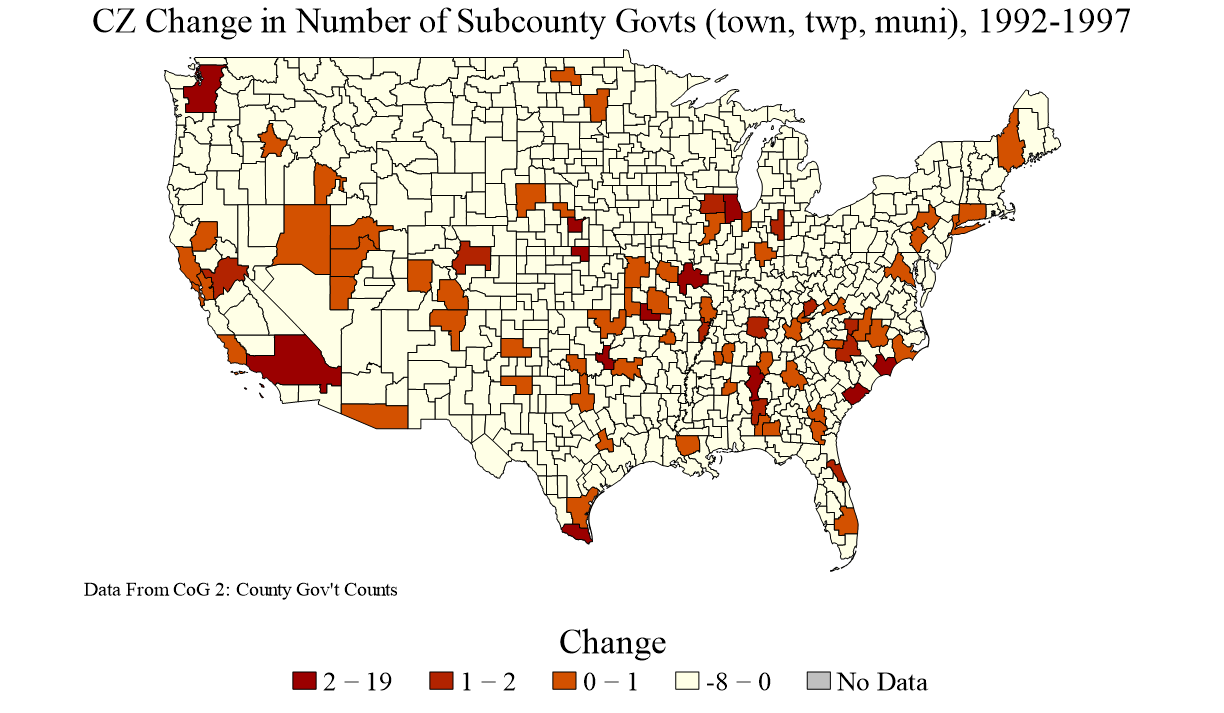 CZ Change in Number of Subcounty Govts (town, twp, muni), 1992-1997
Data From CoG 2: County Gov't Counts
Change
2 − 19 1 − 2 0 − 1 -8 − 0 No Data